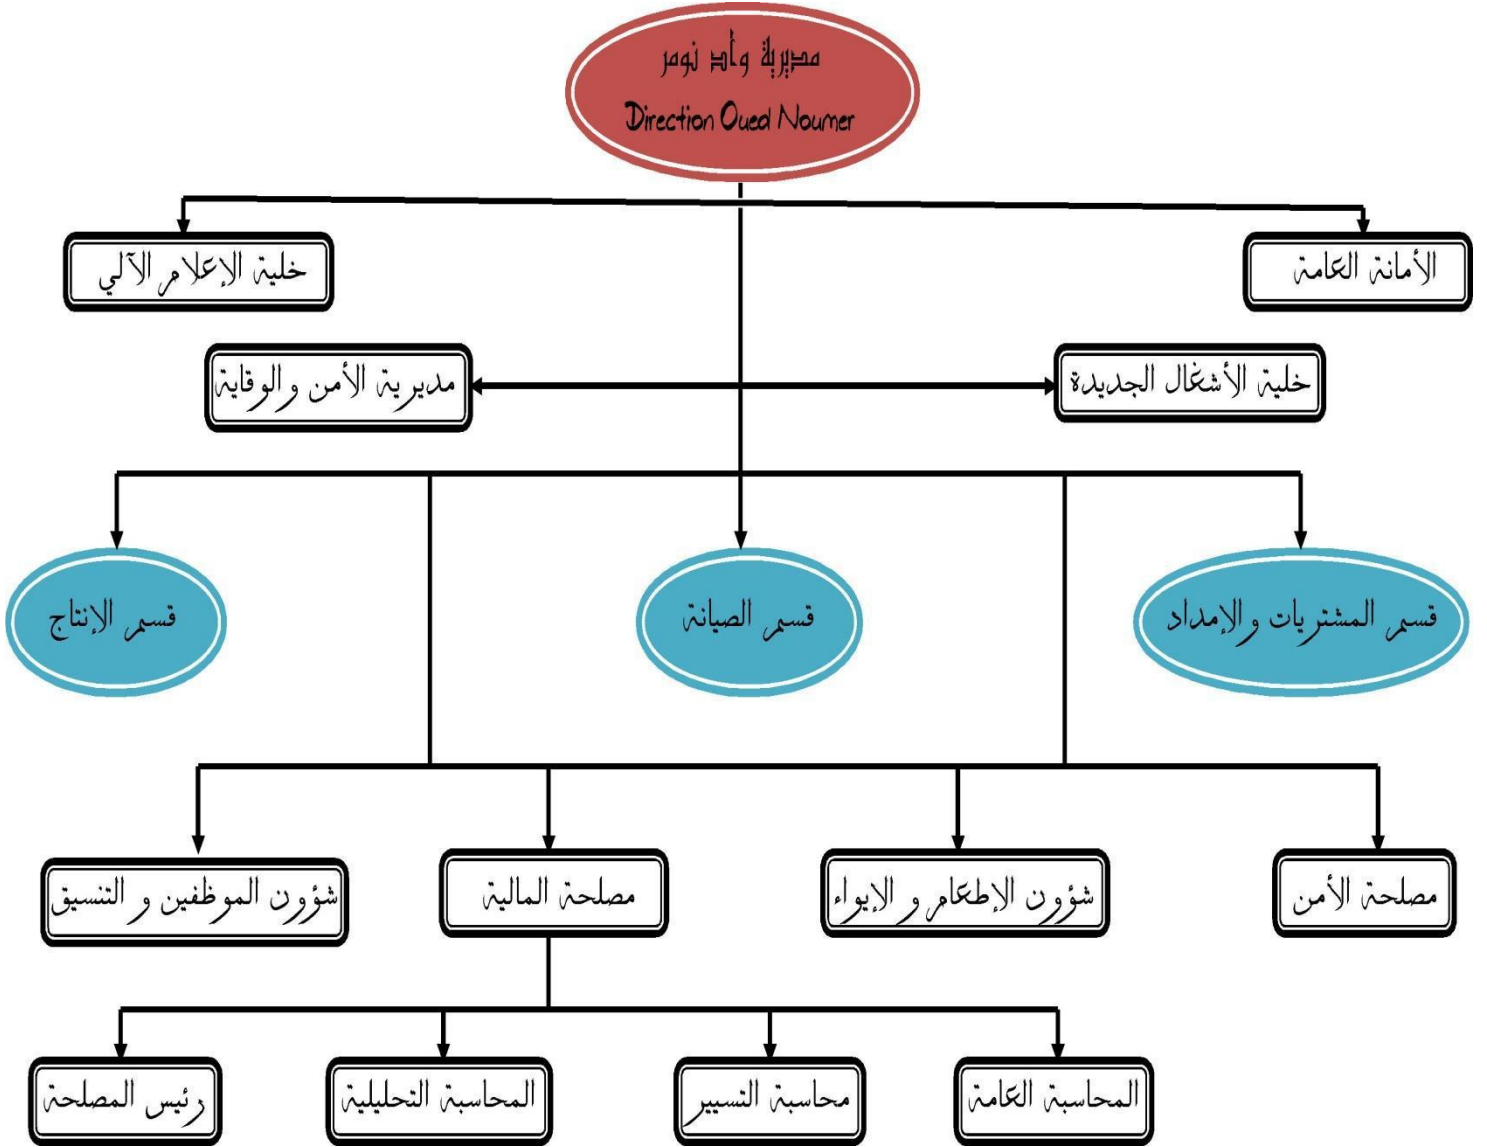 مديرية وأد نومر
Direction Oued Noumer
الأمانة العامة
خلية الإعلام الآلي
خلية الأشغال الجديدة
مديرية الأمن والوقاية
قسم المشتريات و الإمداد
قسم الصيانة
قسم الإنتاج
مصلحة الأمن
شؤون الإطعام و الإيواء
مصلحة المالية
شؤون الموظفين و التنسيق
المحاسبة العامة
محاسبة التسيير
المحاسبة التحليلية
رئيس المصلحة